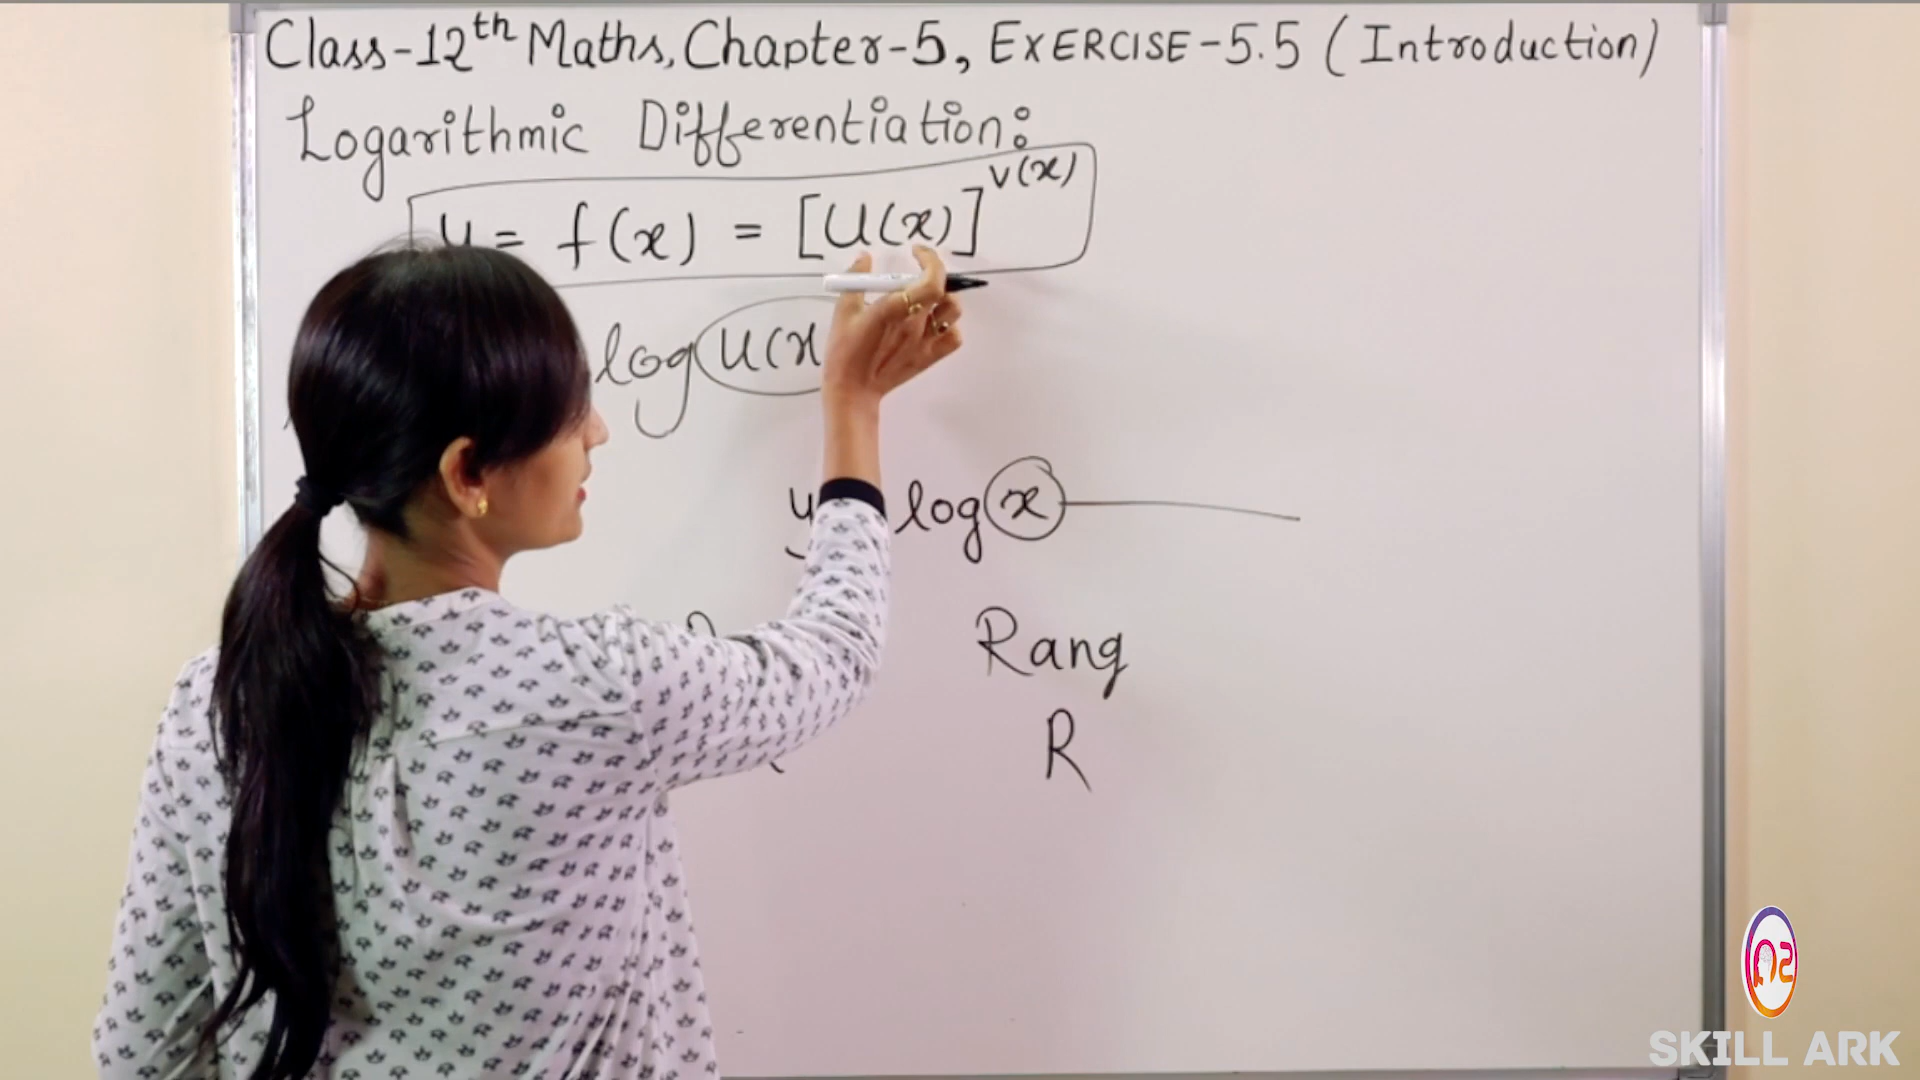 Class-12th Maths, Chapter-5, EXERCISE-5.5 (Introduction)
Logarithmic Differentiation:
y = f(x) = [U(x)]^v(x)
log U(x
y log x
Rang
R
SKILL ARK